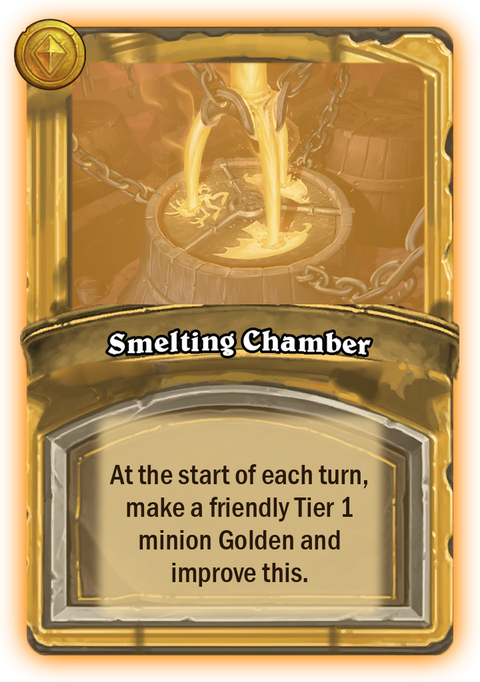 Smelting Chamber
At the start of each turn,
make a friendly Tier 1
minion Golden and
improve this.